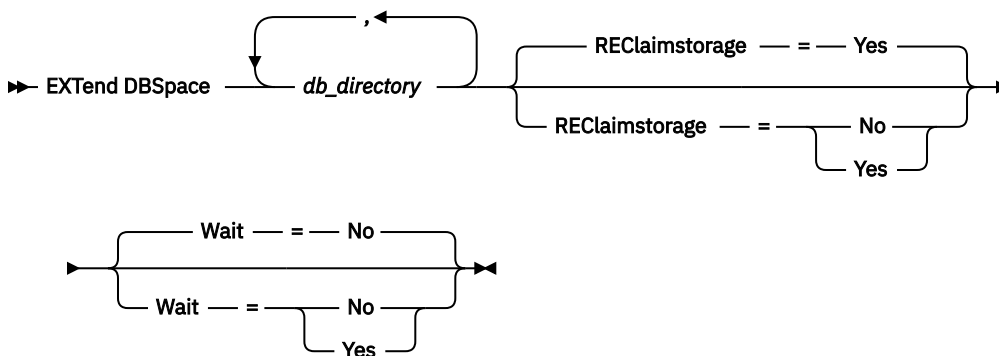 ,
REClaimstorage = Yes
EXTend DBSpace db_directory
REClaimstorage = No
Yes
Wait = No
Wait = No
Yes